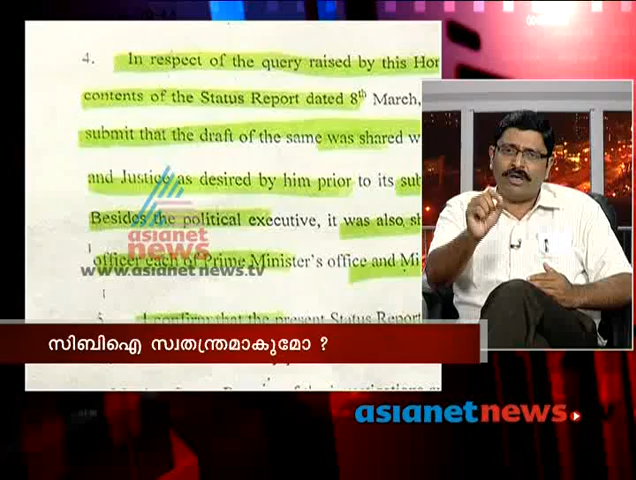 4. In respect of the query raised by this Hon
contents of the Status Report dated 8th March,
submit that the draft of the same was shared w
and Justice as desired by him prior to its sub
Besides the political executive, it was also sh
officer each of Prime Minister's office and Mi
5. I confirm that the present Status Report
asianet
news
www.asianetnews.tv
സിബിഐ സ്വതന്ത്രമാകുമോ ?
asianetnews.tv